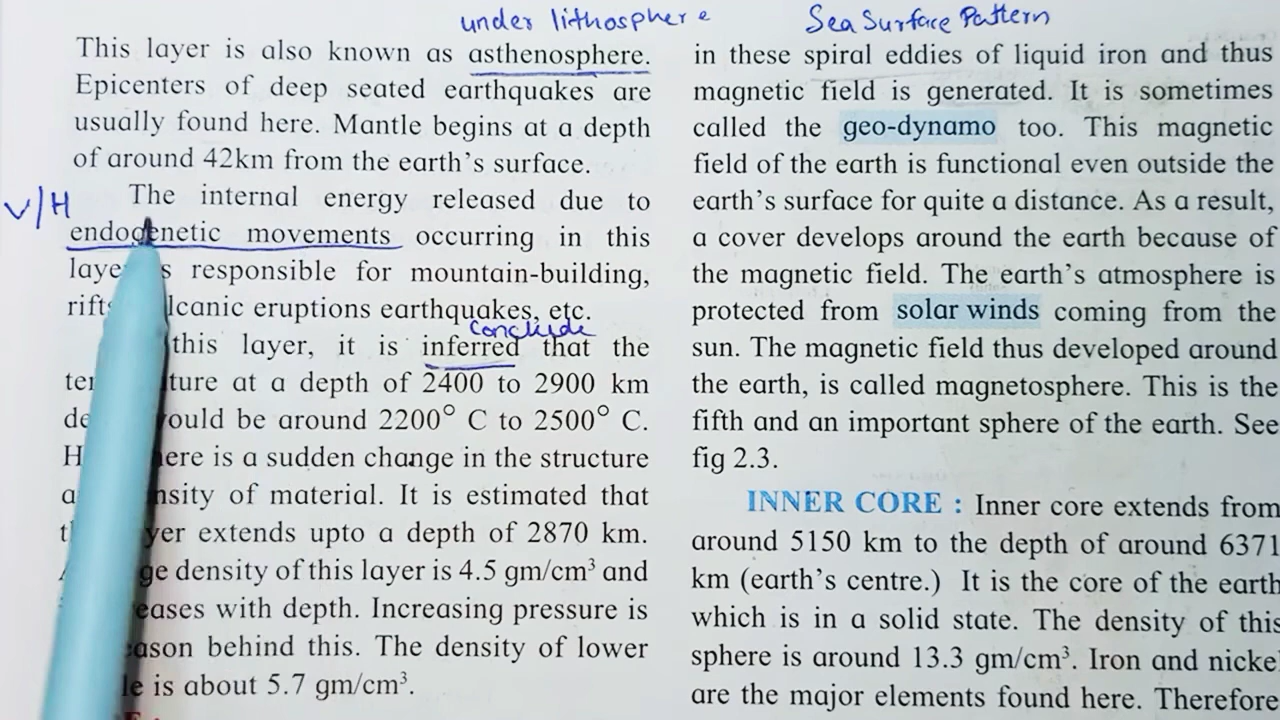 under lithosphere
This layer is also known as asthenosphere.
Epicenters of deep seated earthquakes are
usually found here. Mantle begins at a depth
of around 42km from the earth's surface.
V/H
The internal energy released due to
endogenetic movements occurring in this
responsible for mountain-building,
eruptions earthquakes, etc.
conclude
this layer, it is inferred that the
at a depth of 2400 to 2900 km
be around 2200° C to 2500° C.
is a sudden change in the structure
of material. It is estimated that
extends upto a depth of 2870 km.
density of this layer is 4.5 gm/cm³ and
with depth. Increasing pressure is
behind this. The density of lower
is about 5.7 gm/cm³.
Sea Surface Pattern
in these spiral eddies of liquid iron and thus
magnetic field is generated. It is sometimes
called the geo-dynamo too. This magnetic
field of the earth is functional even outside the
earth's surface for quite a distance. As a result,
a cover develops around the earth because of
the magnetic field. The earth's atmosphere is
protected from solar winds coming from the
sun. The magnetic field thus developed around
the earth, is called magnetosphere. This is the
fifth and an important sphere of the earth. See
fig 2.3.
INNER CORE : Inner core extends from
around 5150 km to the depth of around 6371
km (earth's centre.) It is the core of the earth
which is in a solid state. The density of this
sphere is around 13.3 gm/cm³. Iron and nickel
are the major elements found here. Therefore